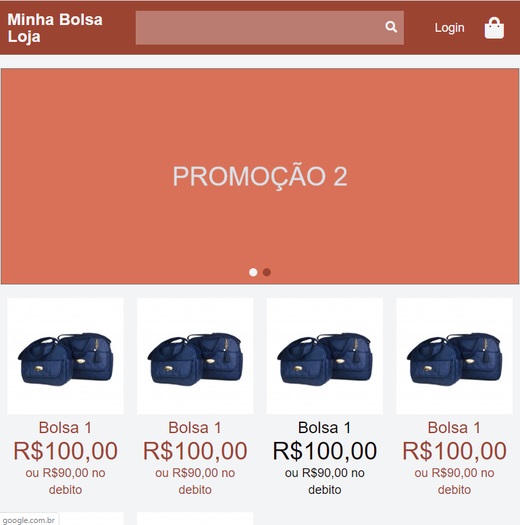 Minha Bolsa
Loja
Login
PROMOÇÃO 2
Bolsa 1
R$100,00
ou R$90,00 no
debito
Bolsa 1
R$100,00
ou R$90,00 no
debito
Bolsa 1
R$100,00
ou R$90,00 no
debito
Bolsa 1
R$100,00
ou R$90,00 no
debito
google.com.br